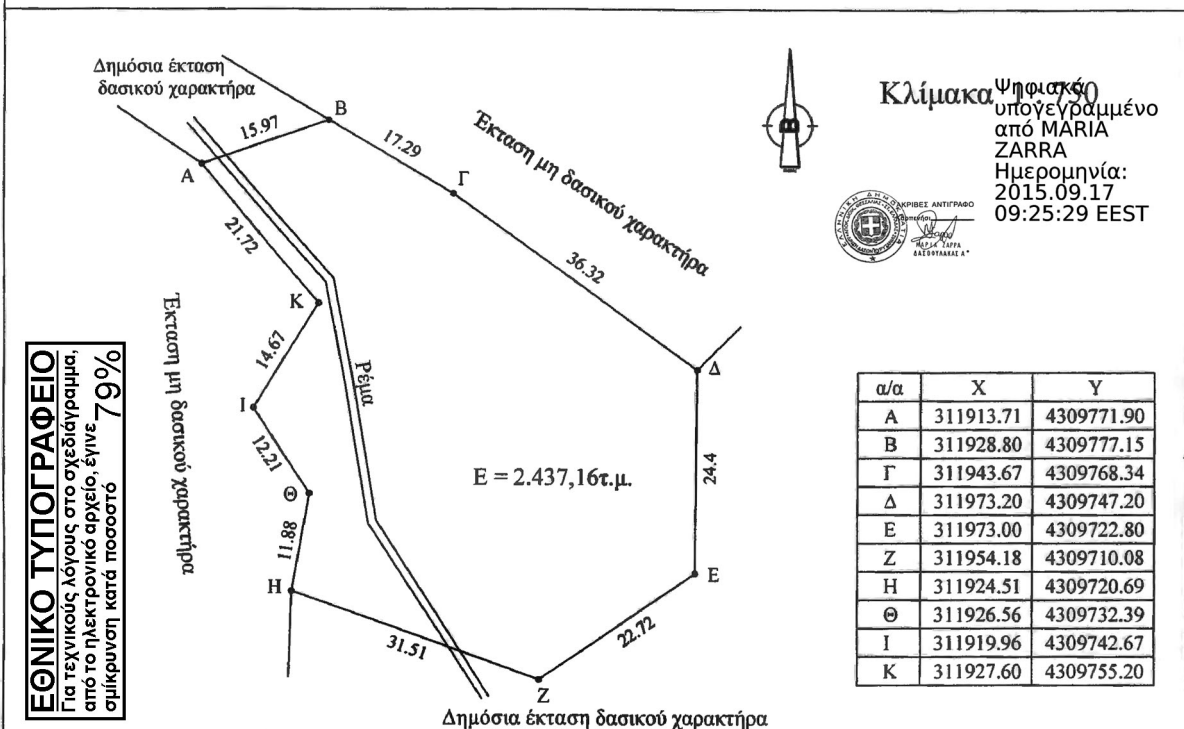 Δημόσια έκταση
δασικού χαρακτήρα
Β
15.97
Α
17.29
Γ
Έκταση μη δασικού χαρακτήρα
21.72
36.32
Κ
14.67
Έκταση μη δασικού χαρακτήρα
Ρέμα
Δ
Ι
12.21
Θ
Ε = 2.437,16τ.μ.
24.4
11.88
Η
Ε
31.51
22.72
Ζ
Δημόσια έκταση δασικού χαρακτήρα
Κλίμακα 1 : 750
Ψηφιακά
υπογεγραμμένο
από MARIA
ZARRA
Ημερομηνία:
2015.09.17
09:25:29 EEST
ΑΚΡΙΒΕΣ ΑΝΤΙΓΡΑΦΟ
ΜΑΡΙΑ ΖΑΡΡΑ
ΔΑΣΟΦΥΛΑΚΑΣ Α'
α/α X Y
Α 311913.71 4309771.90
Β 311928.80 4309777.15
Γ 311943.67 4309768.34
Δ 311973.20 4309747.20
Ε 311973.00 4309722.80
Ζ 311954.18 4309710.08
Η 311924.51 4309720.69
Θ 311926.56 4309732.39
Ι 311919.96 4309742.67
Κ 311927.60 4309755.20
ΕΘΝΙΚΟ ΤΥΠΟΓΡΑΦΕΙΟ
Για τεχνικούς λόγους στο σχεδιάγραμμα,
από το ηλεκτρονικό αρχείο, έγινε
σμίκρυνση κατά ποσοστό 79%